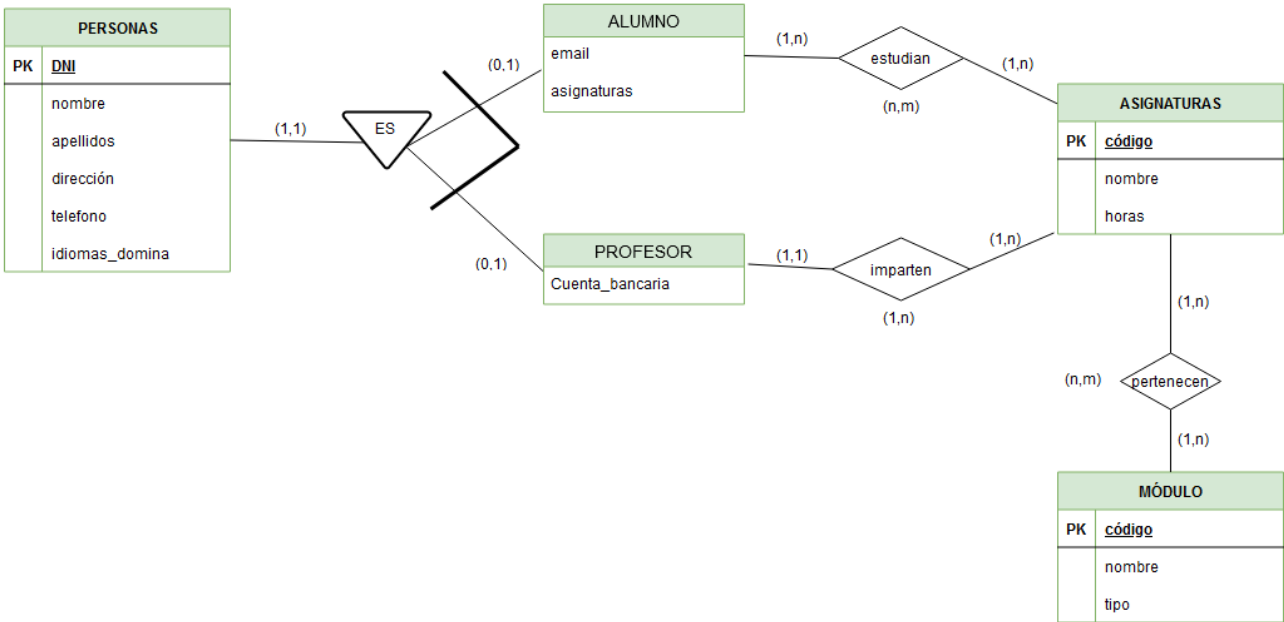 PERSONAS
PK DNI
nombre
apellidos
dirección
telefono
idiomas_domina
(1,1)
ES
(0,1)
(0,1)
ALUMNO
email
asignaturas
(1,n)
estudian
(n,m)
(1,n)
PROFESOR
Cuenta_bancaria
(1,1)
imparten
(1,n)
(1,n)
ASIGNATURAS
PK código
nombre
horas
(1,n)
(n,m) pertenecen
(1,n)
MÓDULO
PK código
nombre
tipo